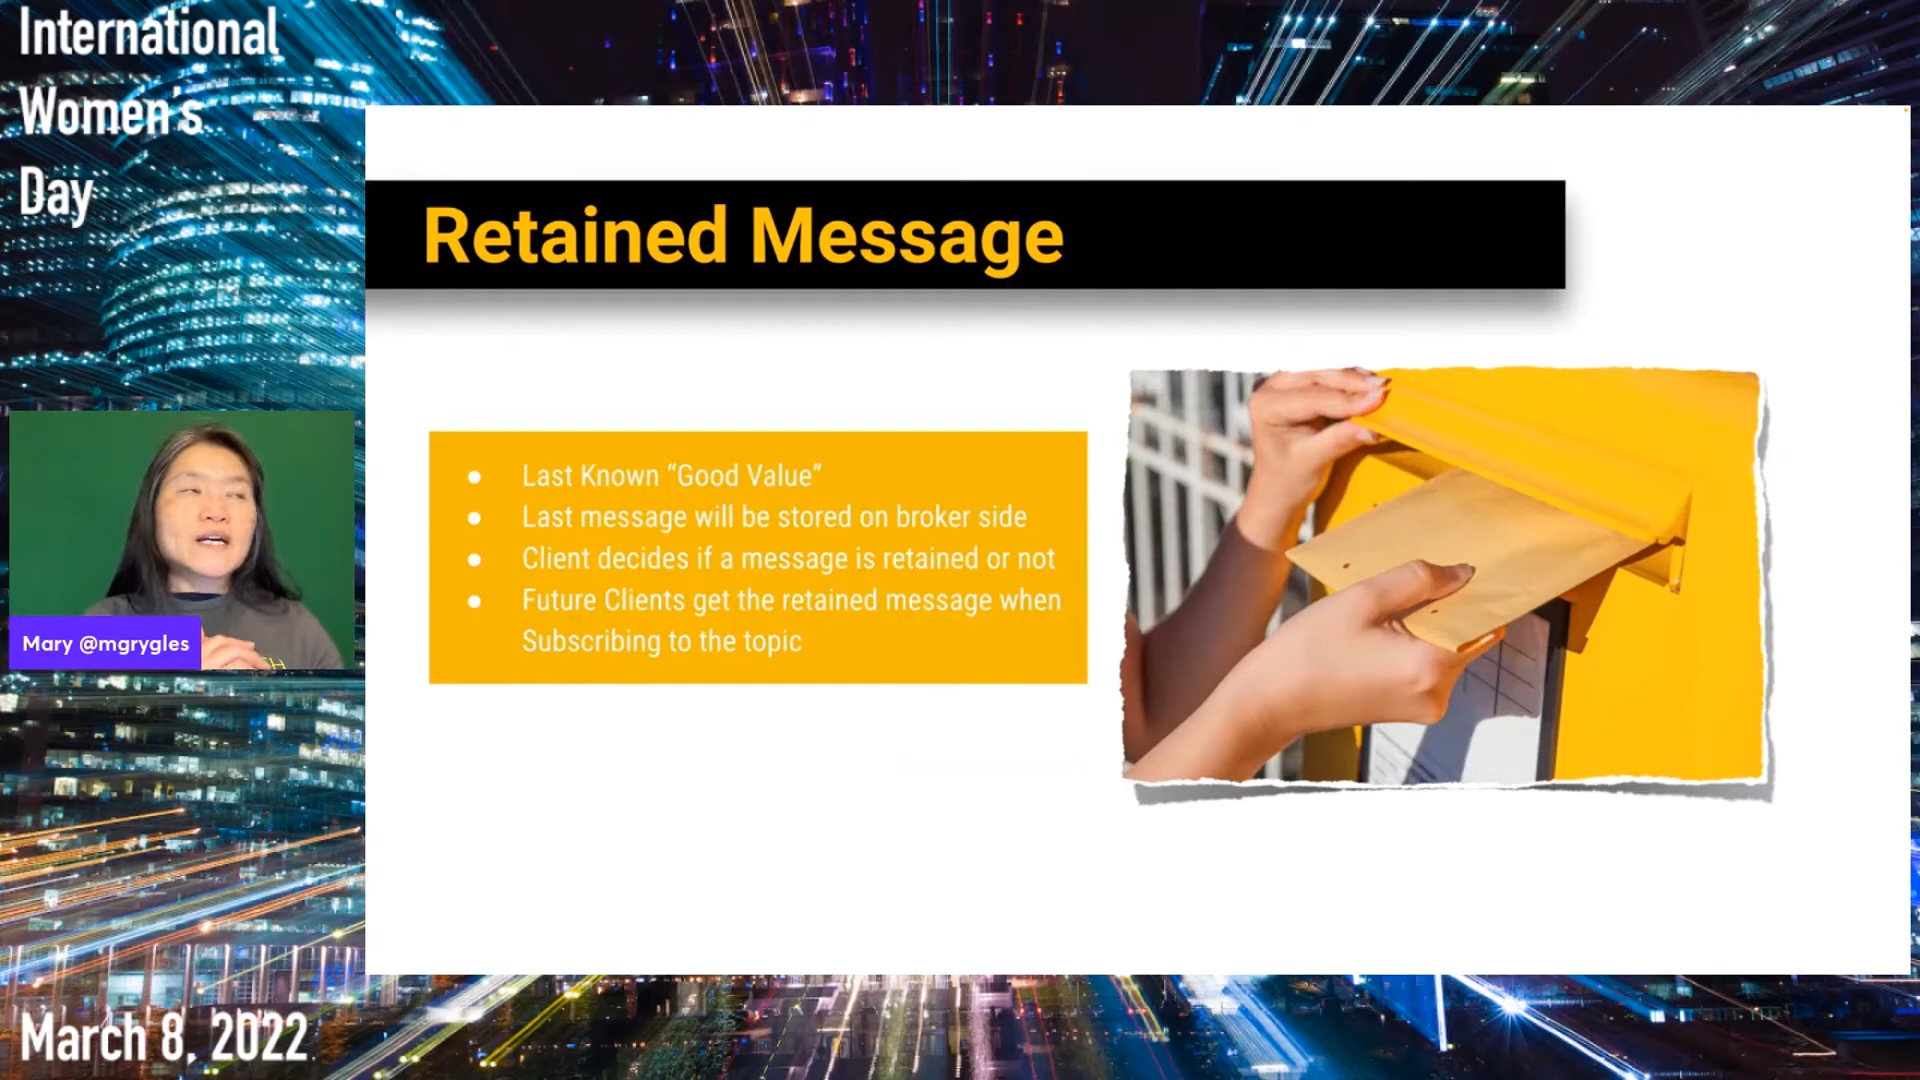 International
Women's
Day
Retained Message
● Last Known “Good Value”
● Last message will be stored on broker side
● Client decides if a message is retained or not
● Future Clients get the retained message when
Subscribing to the topic
Mary @mgrygles
March 8, 2022